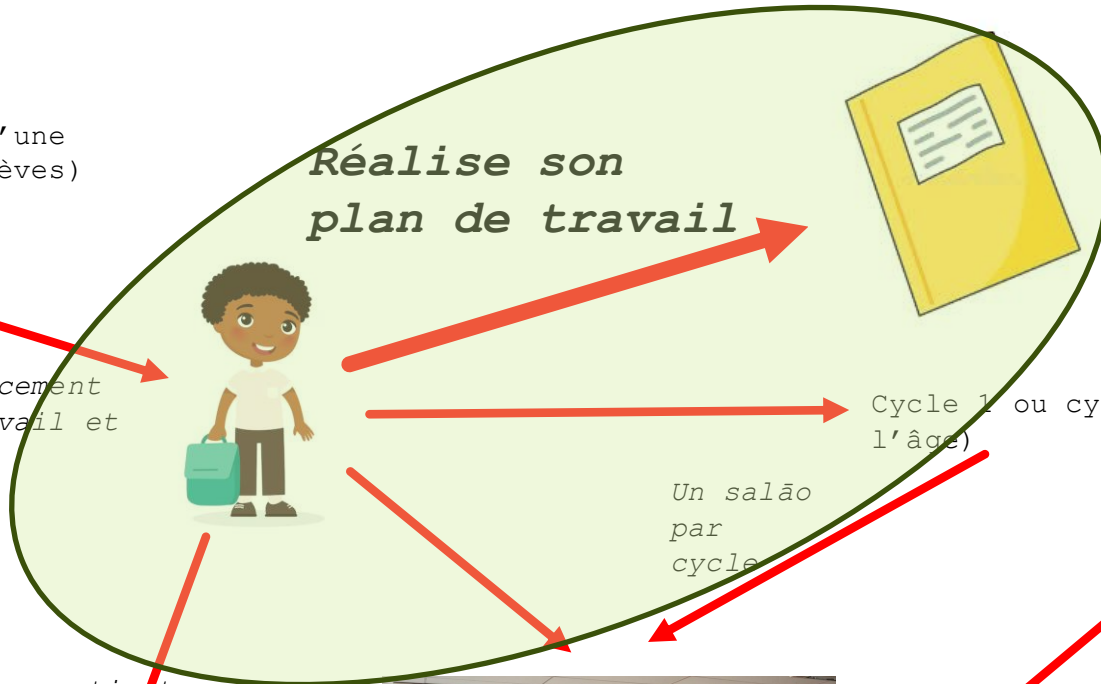 ’une
èves)
Réalise son
plan de travail
cement
vail et
Cycle 1 ou cy
l’âge)
Un salão
par
cycle